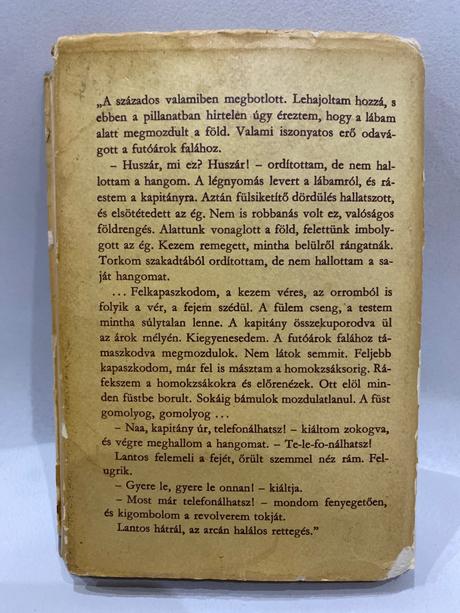 „A százados valamiben megbotlott. Lehajoltam hozzá, s
ebben a pillanatban hirtelen úgy éreztem, hogy a lábam
alatt megmozdult a föld. Valami iszonyatos erő odavá-
gott a futóárok falához.
– Huszár, mi ez? Huszár! – ordítottam, de nem hal-
lottam a hangom. A légnyomás levert a lábamról, és rá-
estem a kapitányra. Aztán fülsiketítő dördülés hallatszott,
és elsötétedett az ég. Nem is robbanás volt ez, valóságos
földrengés. Alattunk vonaglott a föld, felettünk imboly-
gott az ég. Kezem remegett, mintha belülről rángatnák.
Torkom szakadtából ordítottam, de nem hallottam a sa-
ját hangomat.
... Felkapaszkodom, a kezem véres, az orromból is
folyik a vér, a fejem szédül. A fülem cseng, a testem
mintha súlytalan lenne. A kapitány összekuporodva ül
az árok mélyén. Kiegyenesedem. A futóárok falához tá-
maszkodva megmozdulok. Nem látok semmit. Feljebb
kapaszkodom, már fel is másztam a homokzsáksorig. Rá-
fekszem a homokzsákokra és előrenézek. Ott elöl min-
den füstbe borult. Sokáig bámulok mozdulatlanul. A füst
gomolyog, gomolyog ...
– Naa, kapitány úr, telefonálhatsz! – kiáltom zokogva,
és végre meghallom a hangomat. – Te-le-fo-nálhatsz!
Lantos felemeli a fejét, őrült szemmel néz rám. Fel-
ugrik.
– Gyere le, gyere le onnan! – kiáltja.
– Most már telefonálhatsz! – mondom fenyegetően,
és kigombolom a revolverem tokját.
Lantos hátrál, az arcán halálos rettegés.”